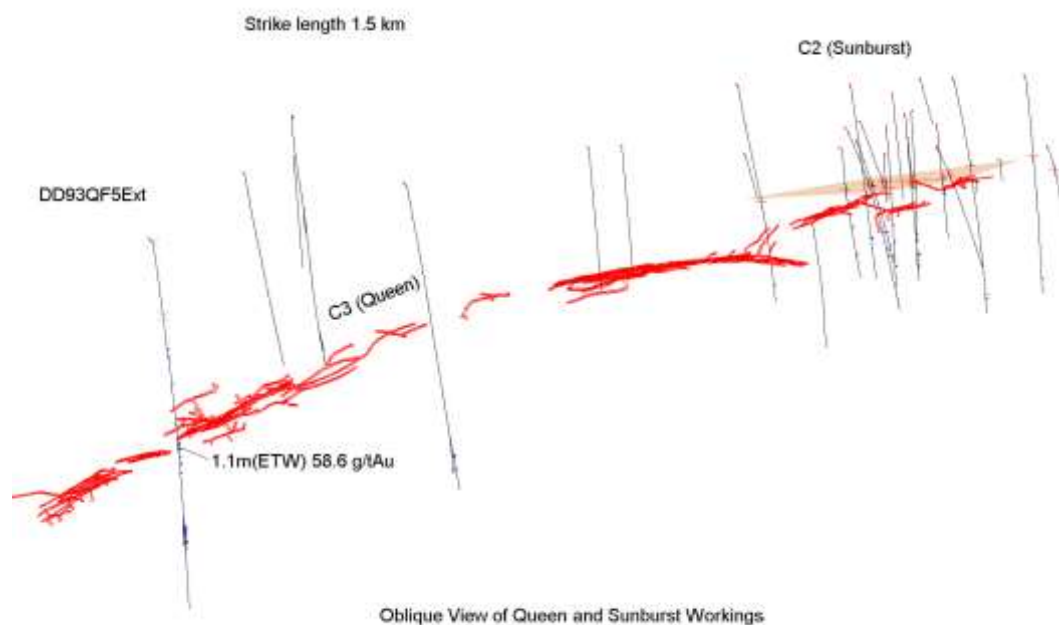 Strike length 1.5 km
C2 (Sunburst)
DD93QF5Ext
C3 (Queen)
1.1m(ETW) 58.6 g/tAu
Oblique View of Queen and Sunburst Workings